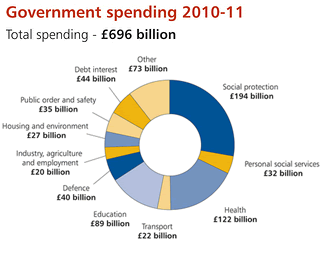 Government spending 2010-11
Total spending - £696 billion
Other
£73 billion
Debt interest
£44 billion
Social protection
£194 billion
Public order and safety
£35 billion
Housing and environment
£27 billion
Industry, agriculture
and employment
£20 billion
Personal social services
£32 billion
Defence
£40 billion
Health
£122 billion
Education
£89 billion
Transport
£22 billion